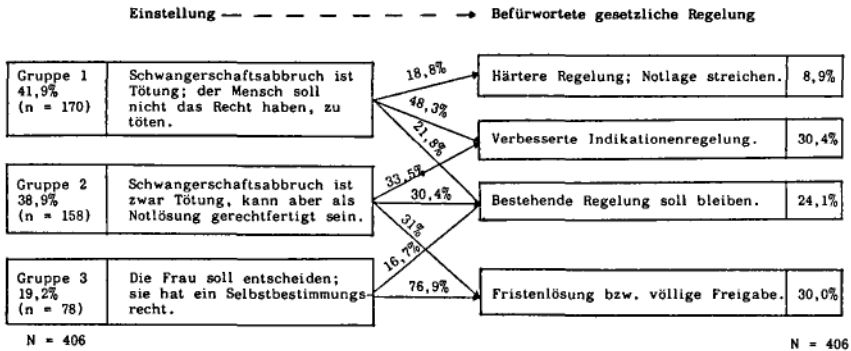 Einstellung — — — — — — → Befürwortete gesetzliche Regelung
Gruppe 1
41,9%
(n = 170)
Schwangerschaftsabbruch ist
Tötung; der Mensch soll
nicht das Recht haben, zu
töten.
Gruppe 2
38,9%
(n = 158)
Schwangerschaftsabbruch ist
zwar Tötung, kann aber als
Notlösung gerechtfertigt sein.
Gruppe 3
19,2%
(n = 78)
Die Frau soll entscheiden;
sie hat ein Selbstbestimmungs-
recht.
N = 406
18,8%
48,3%
21,8%
33,5%
30,4%
31%
16,7%
76,9%
Härtere Regelung; Notlage streichen.
8,9%
Verbesserte Indikationenregelung.
30,4%
Bestehende Regelung soll bleiben.
24,1%
Fristenlösung bzw. völlige Freigabe.
30,0%
N = 406